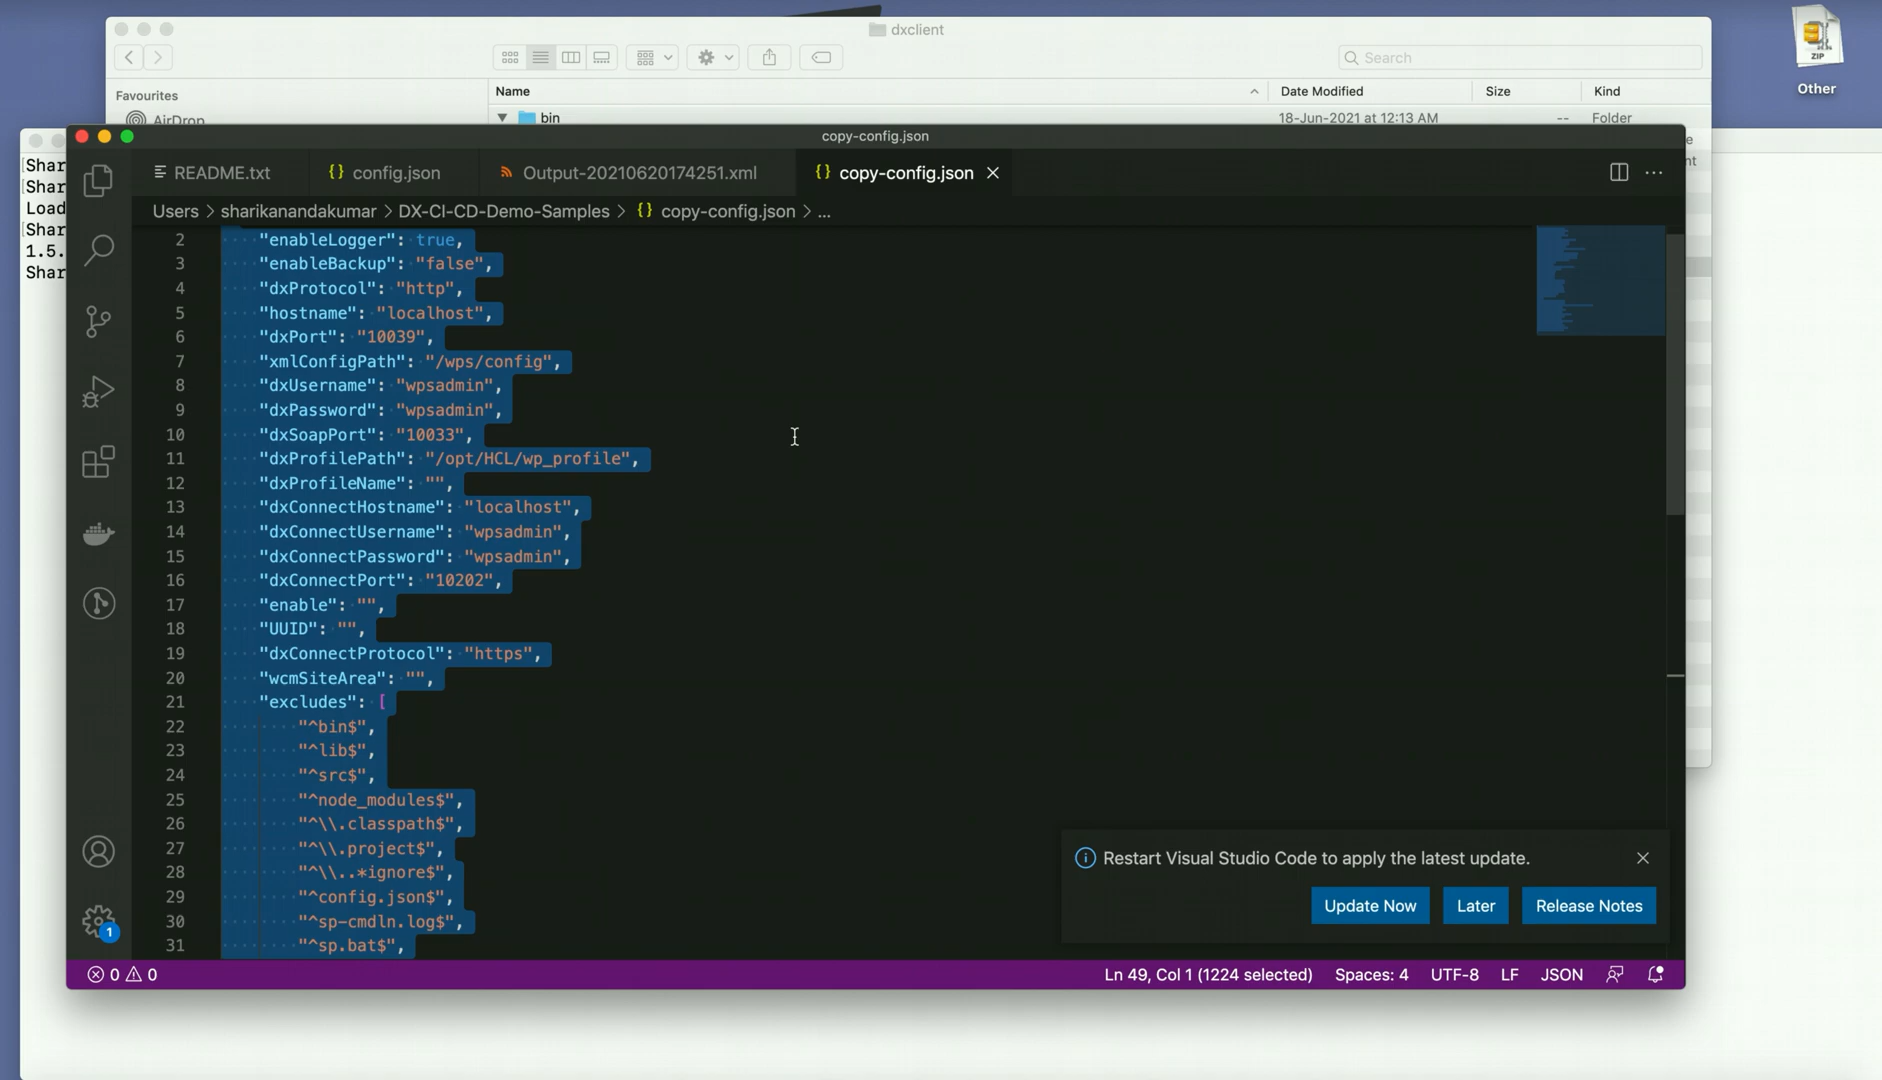 dxclient
Search
Favourites
Name
Date Modified
Size
Kind
AirDrop
bin
18-Jun-2021 at 12:13 AM
--
Folder
ZIP
Other
[Shar
[Shar
Load
[Shar
1.5.
Shar
e
nt
copy-config.json
README.txt
{} config.json
Output-20210620174251.xml
{} copy-config.json
Users > sharikanandakumar > DX-CI-CD-Demo-Samples > {} copy-config.json > ...
2 "enableLogger": true,
3 "enableBackup": "false",
4 "dxProtocol": "http",
5 "hostname": "localhost",
6 "dxPort": "10039",
7 "xmlConfigPath": "/wps/config",
8 "dxUsername": "wpsadmin",
9 "dxPassword": "wpsadmin",
10 "dxSoapPort": "10033",
11 "dxProfilePath": "/opt/HCL/wp_profile",
12 "dxProfileName": "",
13 "dxConnectHostname": "localhost",
14 "dxConnectUsername": "wpsadmin",
15 "dxConnectPassword": "wpsadmin",
16 "dxConnectPort": "10202",
17 "enable": "",
18 "UUID": "",
19 "dxConnectProtocol": "https",
20 "wcmSiteArea": "",
21 "excludes": [
22 "^bin$",
23 "^lib$",
24 "^src$",
25 "^node_modules$",
26 "^\\.classpath$",
27 "^\\.project$",
28 "^\\..*ignore$",
29 "^config.json$",
30 "^sp-cmdln.log$",
31 "^sp.bat$",
Restart Visual Studio Code to apply the latest update.
Update Now
Later
Release Notes
1
0 0
Ln 49, Col 1 (1224 selected)
Spaces: 4
UTF-8
LF
JSON